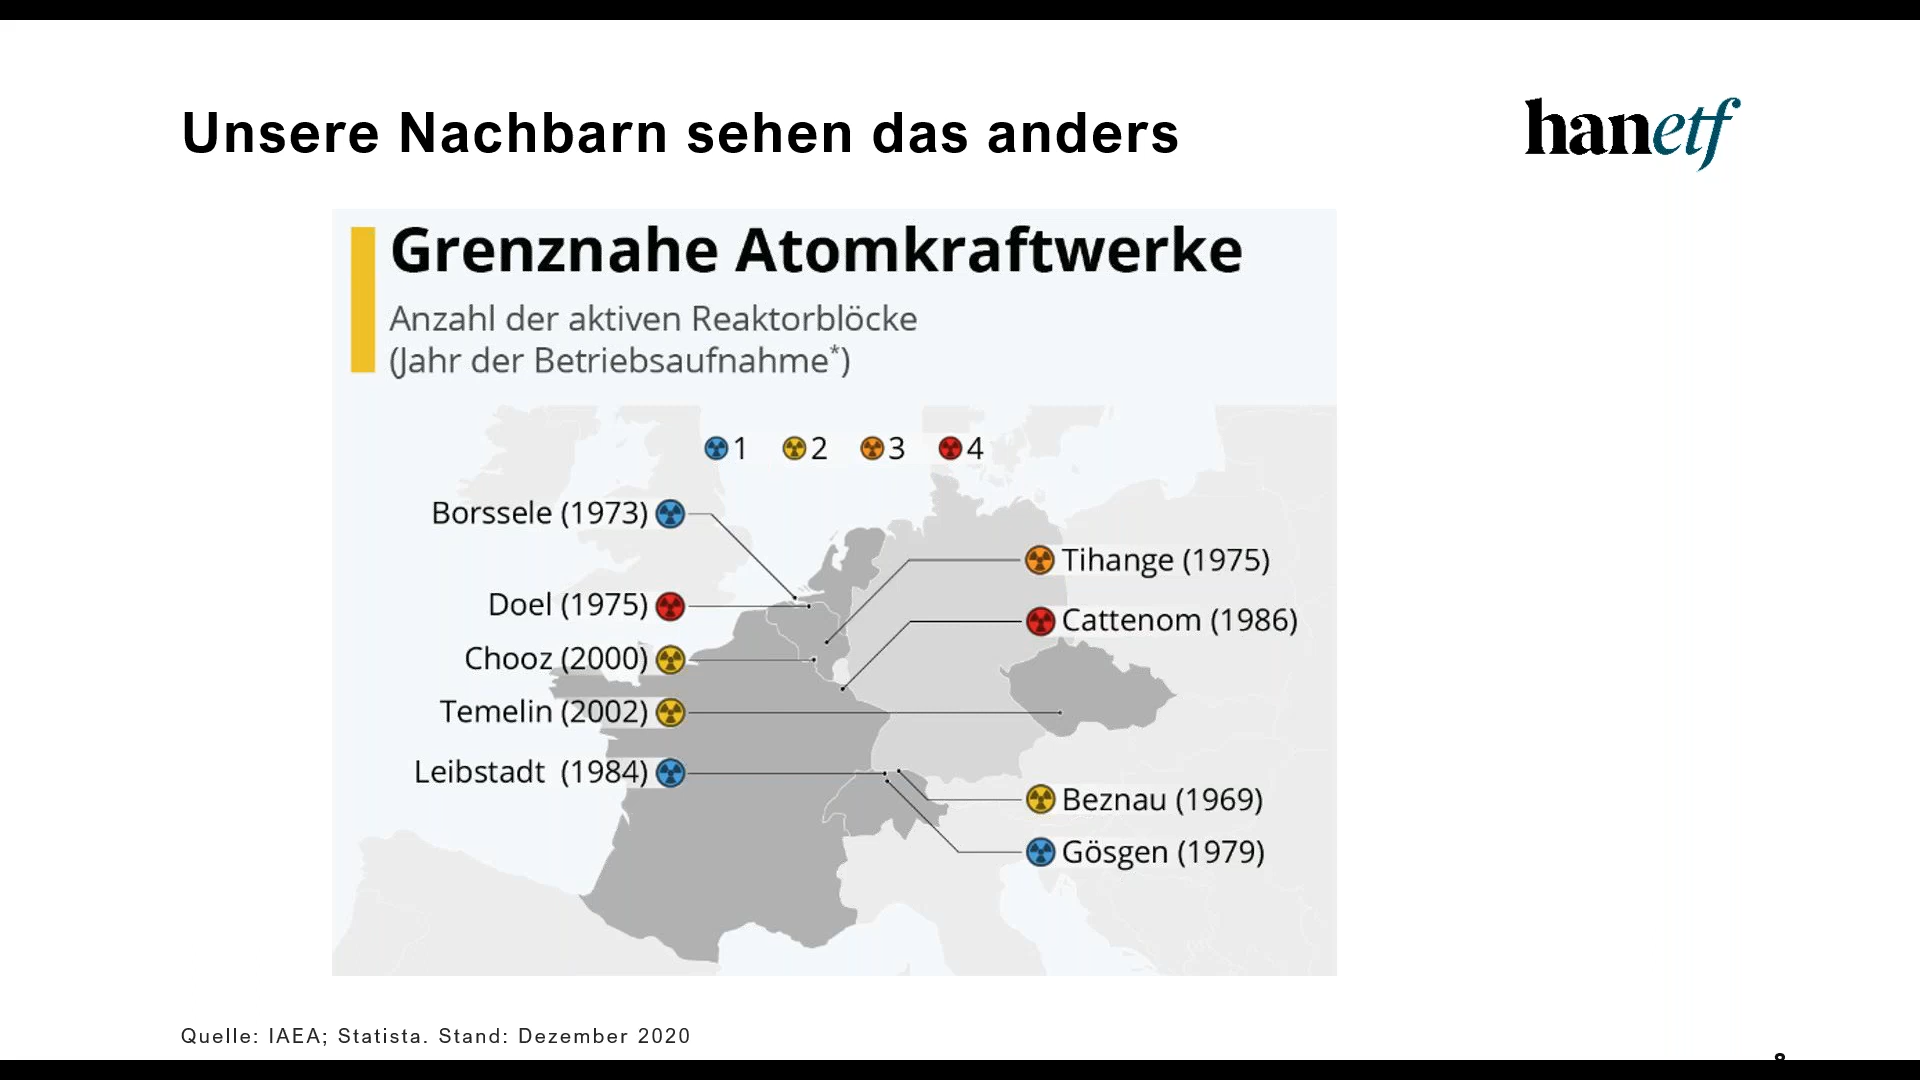 Unsere Nachbarn sehen das anders
hanetf
Grenznahe Atomkraftwerke
Anzahl der aktiven Reaktorblöcke
(Jahr der Betriebsaufnahme*)
1 2 3 4
Borssele (1973)
Doel (1975)
Chooz (2000)
Temelin (2002)
Leibstadt (1984)
Tihange (1975)
Cattenom (1986)
Beznau (1969)
Gösgen (1979)
Quelle: IAEA; Statista. Stand: Dezember 2020